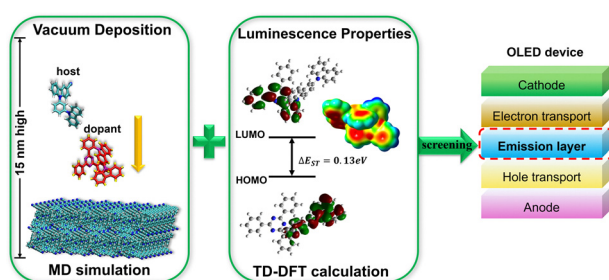 Vacuum Deposition
15 nm high
host
dopant
MD simulation
Luminescence Properties
LUMO
ΔE_ST = 0.13eV
HOMO
TD-DFT calculation
screening
OLED device
Cathode
Electron transport
Emission layer
Hole transport
Anode